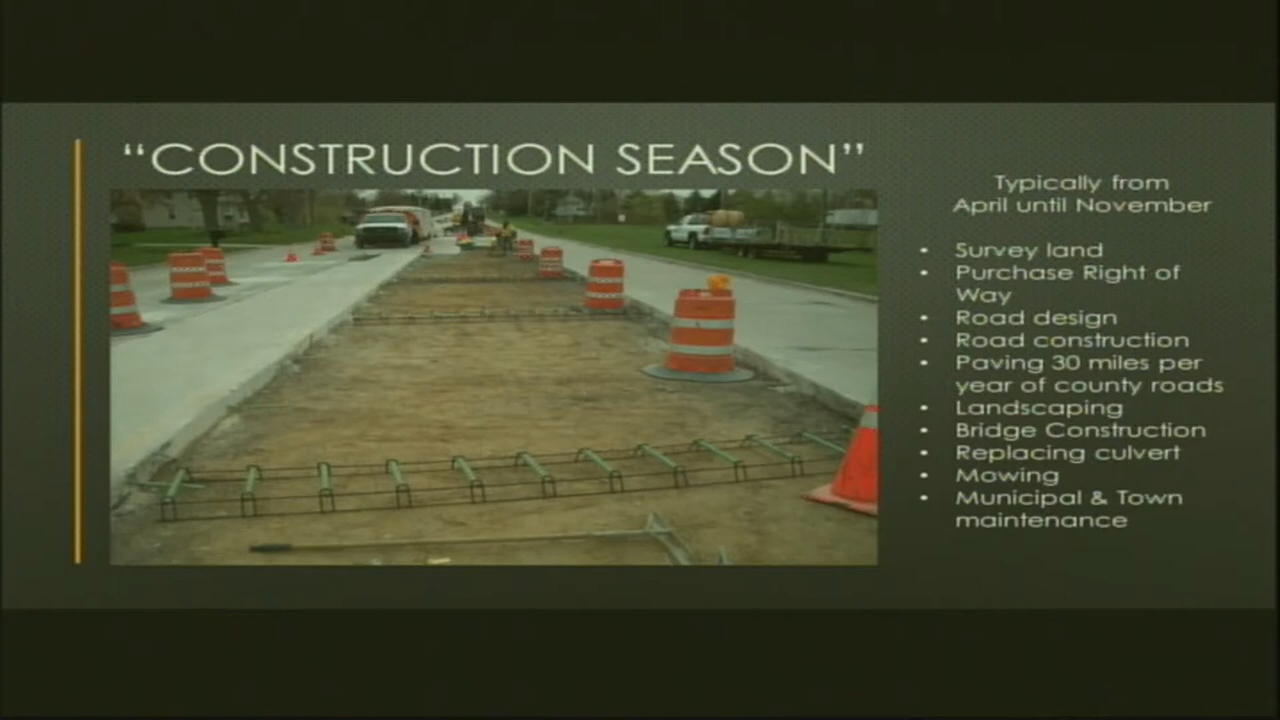 “CONSTRUCTION SEASON”
Typically from
April until November
• Survey land
• Purchase Right of
Way
• Road design
• Road construction
• Paving 30 miles per
year of county roads
• Landscaping
• Bridge Construction
• Replacing culvert
• Mowing
• Municipal & Town
maintenance